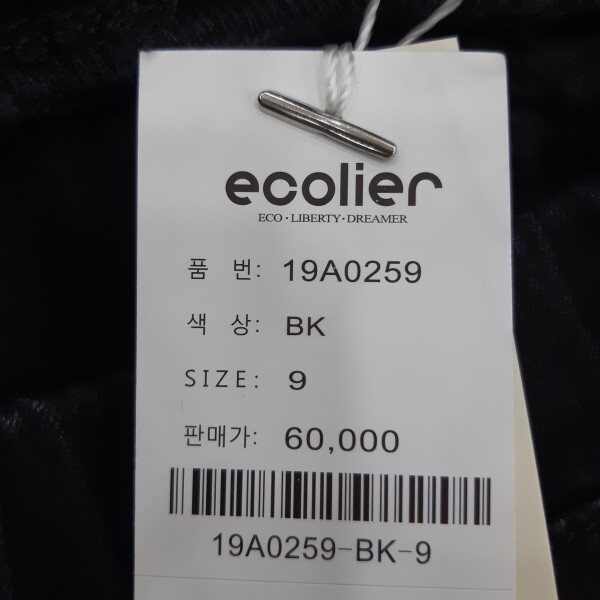 ecolier
ECO·LIBERTY·DREAMER
품 번: 19A0259
색 상: BK
SIZE: 9
판매가: 60,000
19A0259-BK-9